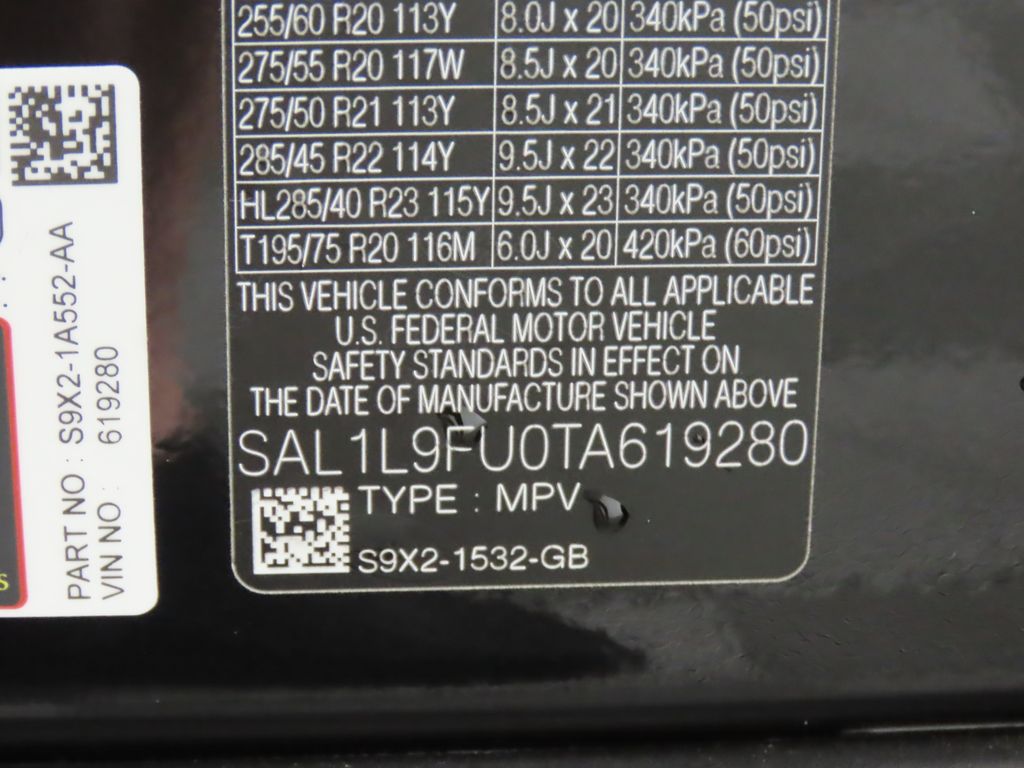 255/60 R20 113Y 8.0J x 20 340kPa (50psi)
275/55 R20 117W 8.5J x 20 340kPa (50psi)
275/50 R21 113Y 8.5J x 21 340kPa (50psi)
285/45 R22 114Y 9.5J x 22 340kPa (50psi)
HL285/40 R23 115Y 9.5J x 23 340kPa (50psi)
T195/75 R20 116M 6.0J x 20 420kPa (60psi)
THIS VEHICLE CONFORMS TO ALL APPLICABLE
U.S. FEDERAL MOTOR VEHICLE
SAFETY STANDARDS IN EFFECT ON
THE DATE OF MANUFACTURE SHOWN ABOVE
SAL1L9FU0TA619280
TYPE : MPV
S9X2-1532-GB
PART NO : S9X2-1A552-AA
VIN NO : 619280